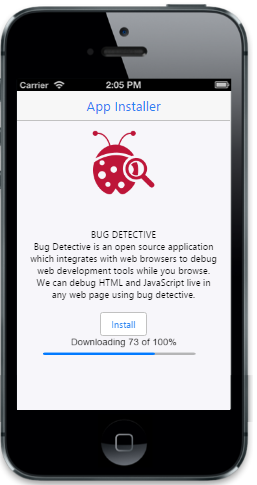 Carrier 2:05 PM
App Installer
BUG DETECTIVE
Bug Detective is an open source application
which integrates with web browsers to debug
web development tools while you browse.
We can debug HTML and JavaScript live in
any web page using bug detective.
Install
Downloading 73 of 100%